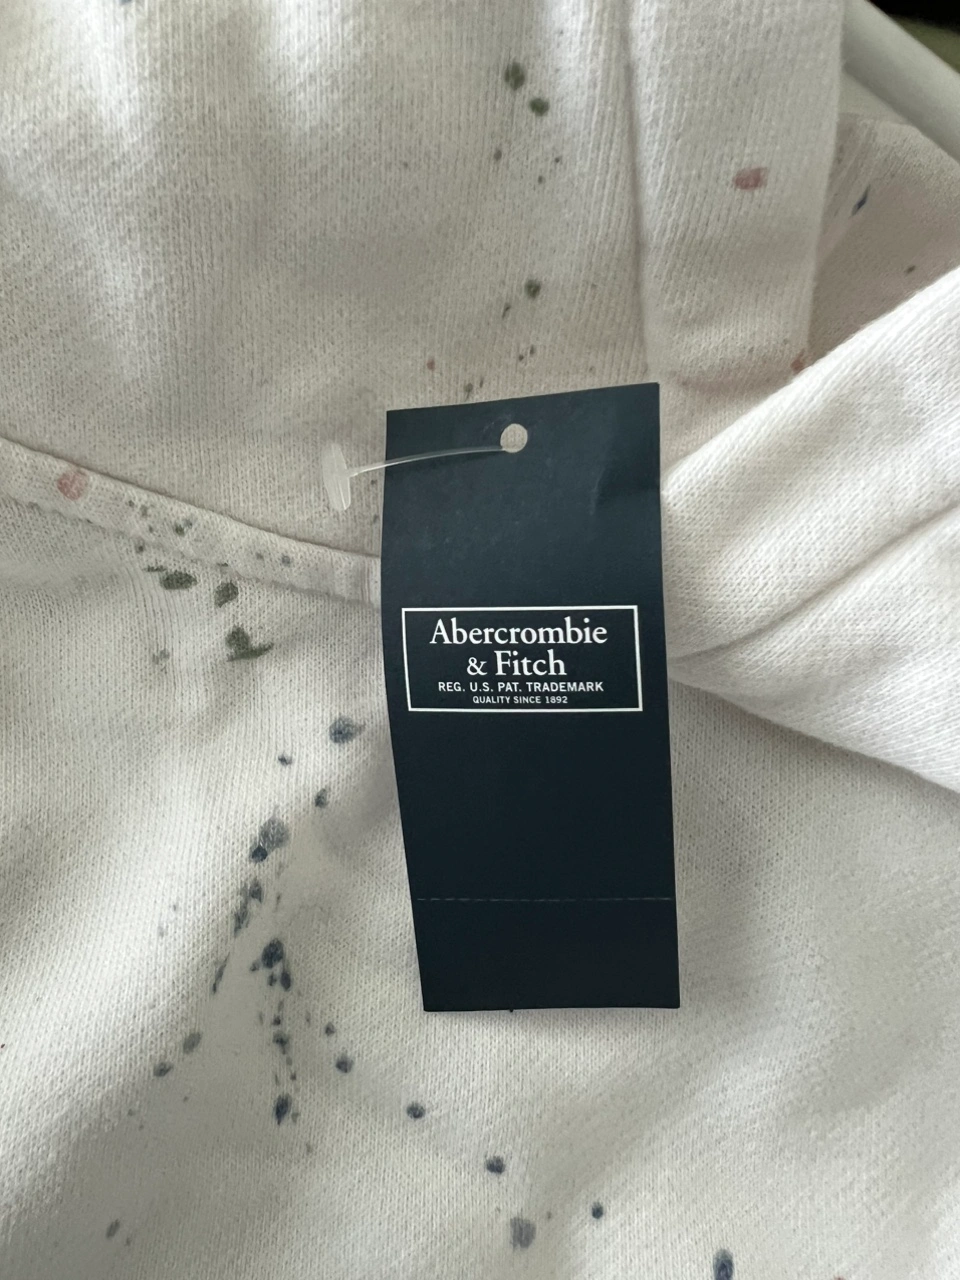 Abercrombie
& Fitch
REG. U.S. PAT. TRADEMARK
QUALITY SINCE 1892